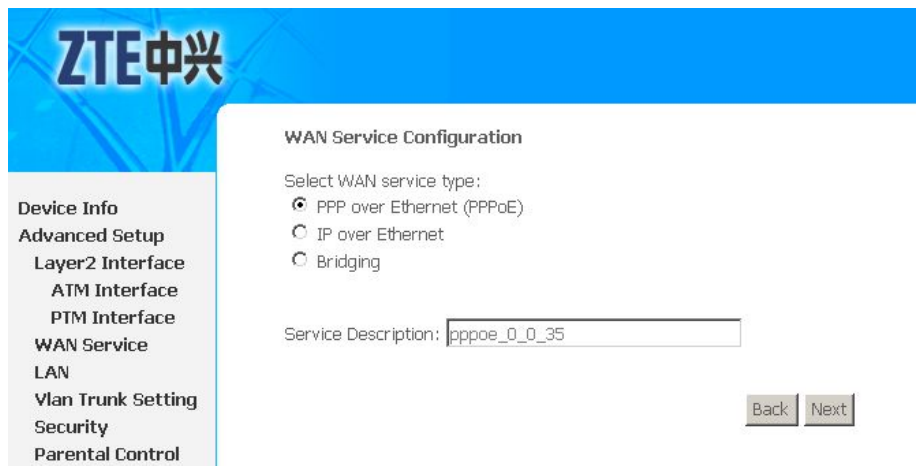 ZTE中兴
Device Info
Advanced Setup
Layer2 Interface
ATM Interface
PTM Interface
WAN Service
LAN
Vlan Trunk Setting
Security
Parental Control
WAN Service Configuration
Select WAN service type:
PPP over Ethernet (PPPoE)
IP over Ethernet
Bridging
Service Description: pppoe_0_0_35
Back Next